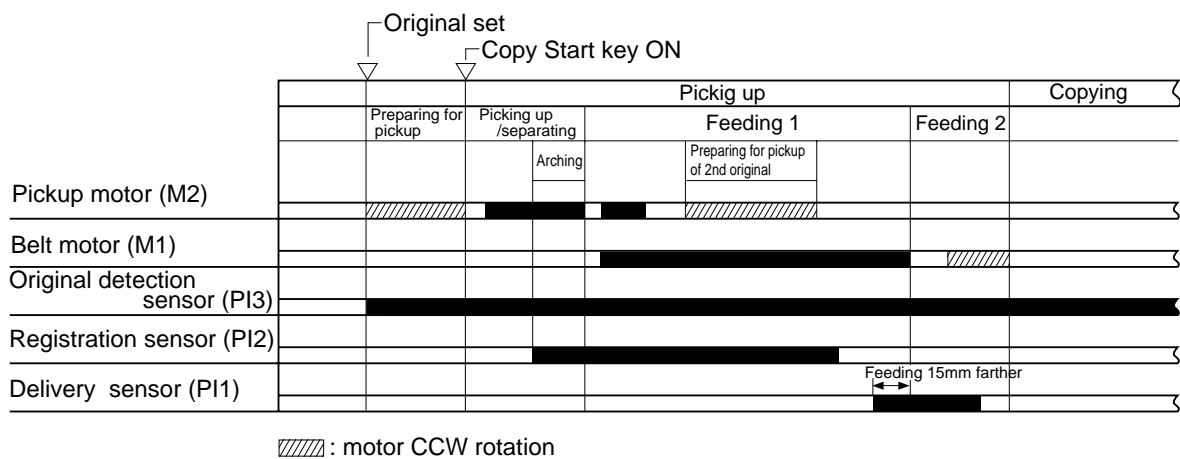 Original set
Copy Start key ON
Pickig up
Copying
Preparing for
pickup
Picking up
/separating
Feeding 1
Feeding 2
Arching
Preparing for pickup
of 2nd original
Pickup motor (M2)
Belt motor (M1)
Original detection
sensor (PI3)
Registration sensor (PI2)
Feeding 15mm farther
Delivery sensor (PI1)
: motor CCW rotation